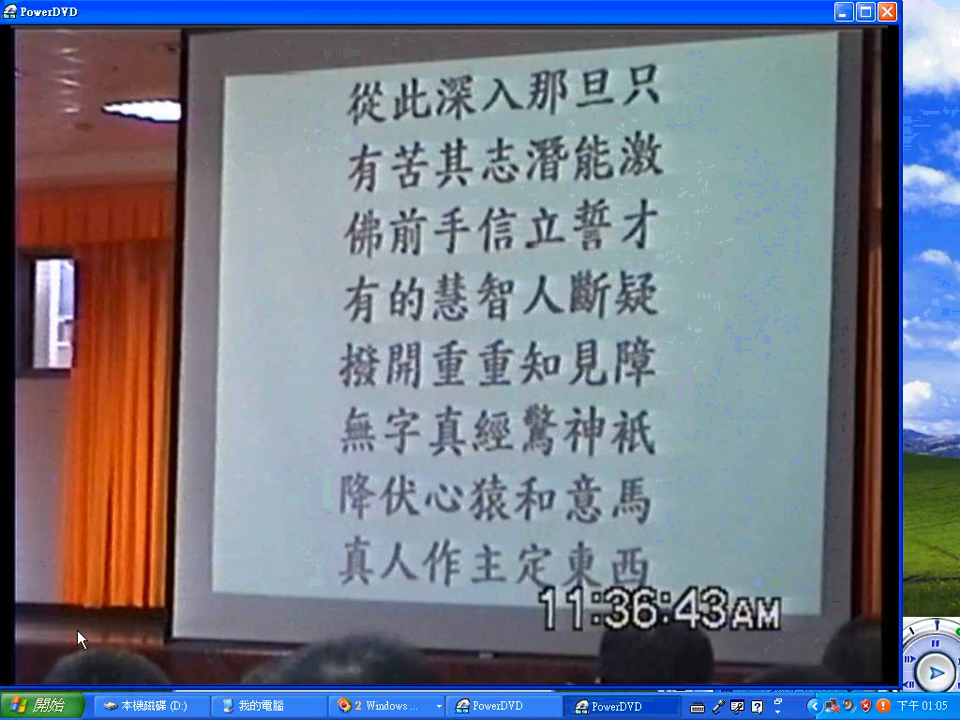 PowerDVD
從此深入那旦只
有苦其志潛能激
佛前手信立誓才
有的慧智人斷疑
撥開重重知見障
無字真經驚神祇
降伏心猿和意馬
真人作主定東西
11:36:43AM
開始
本機磁碟 (D:)
我的電腦
2 Windows ...
PowerDVD
PowerDVD
下午 01:05